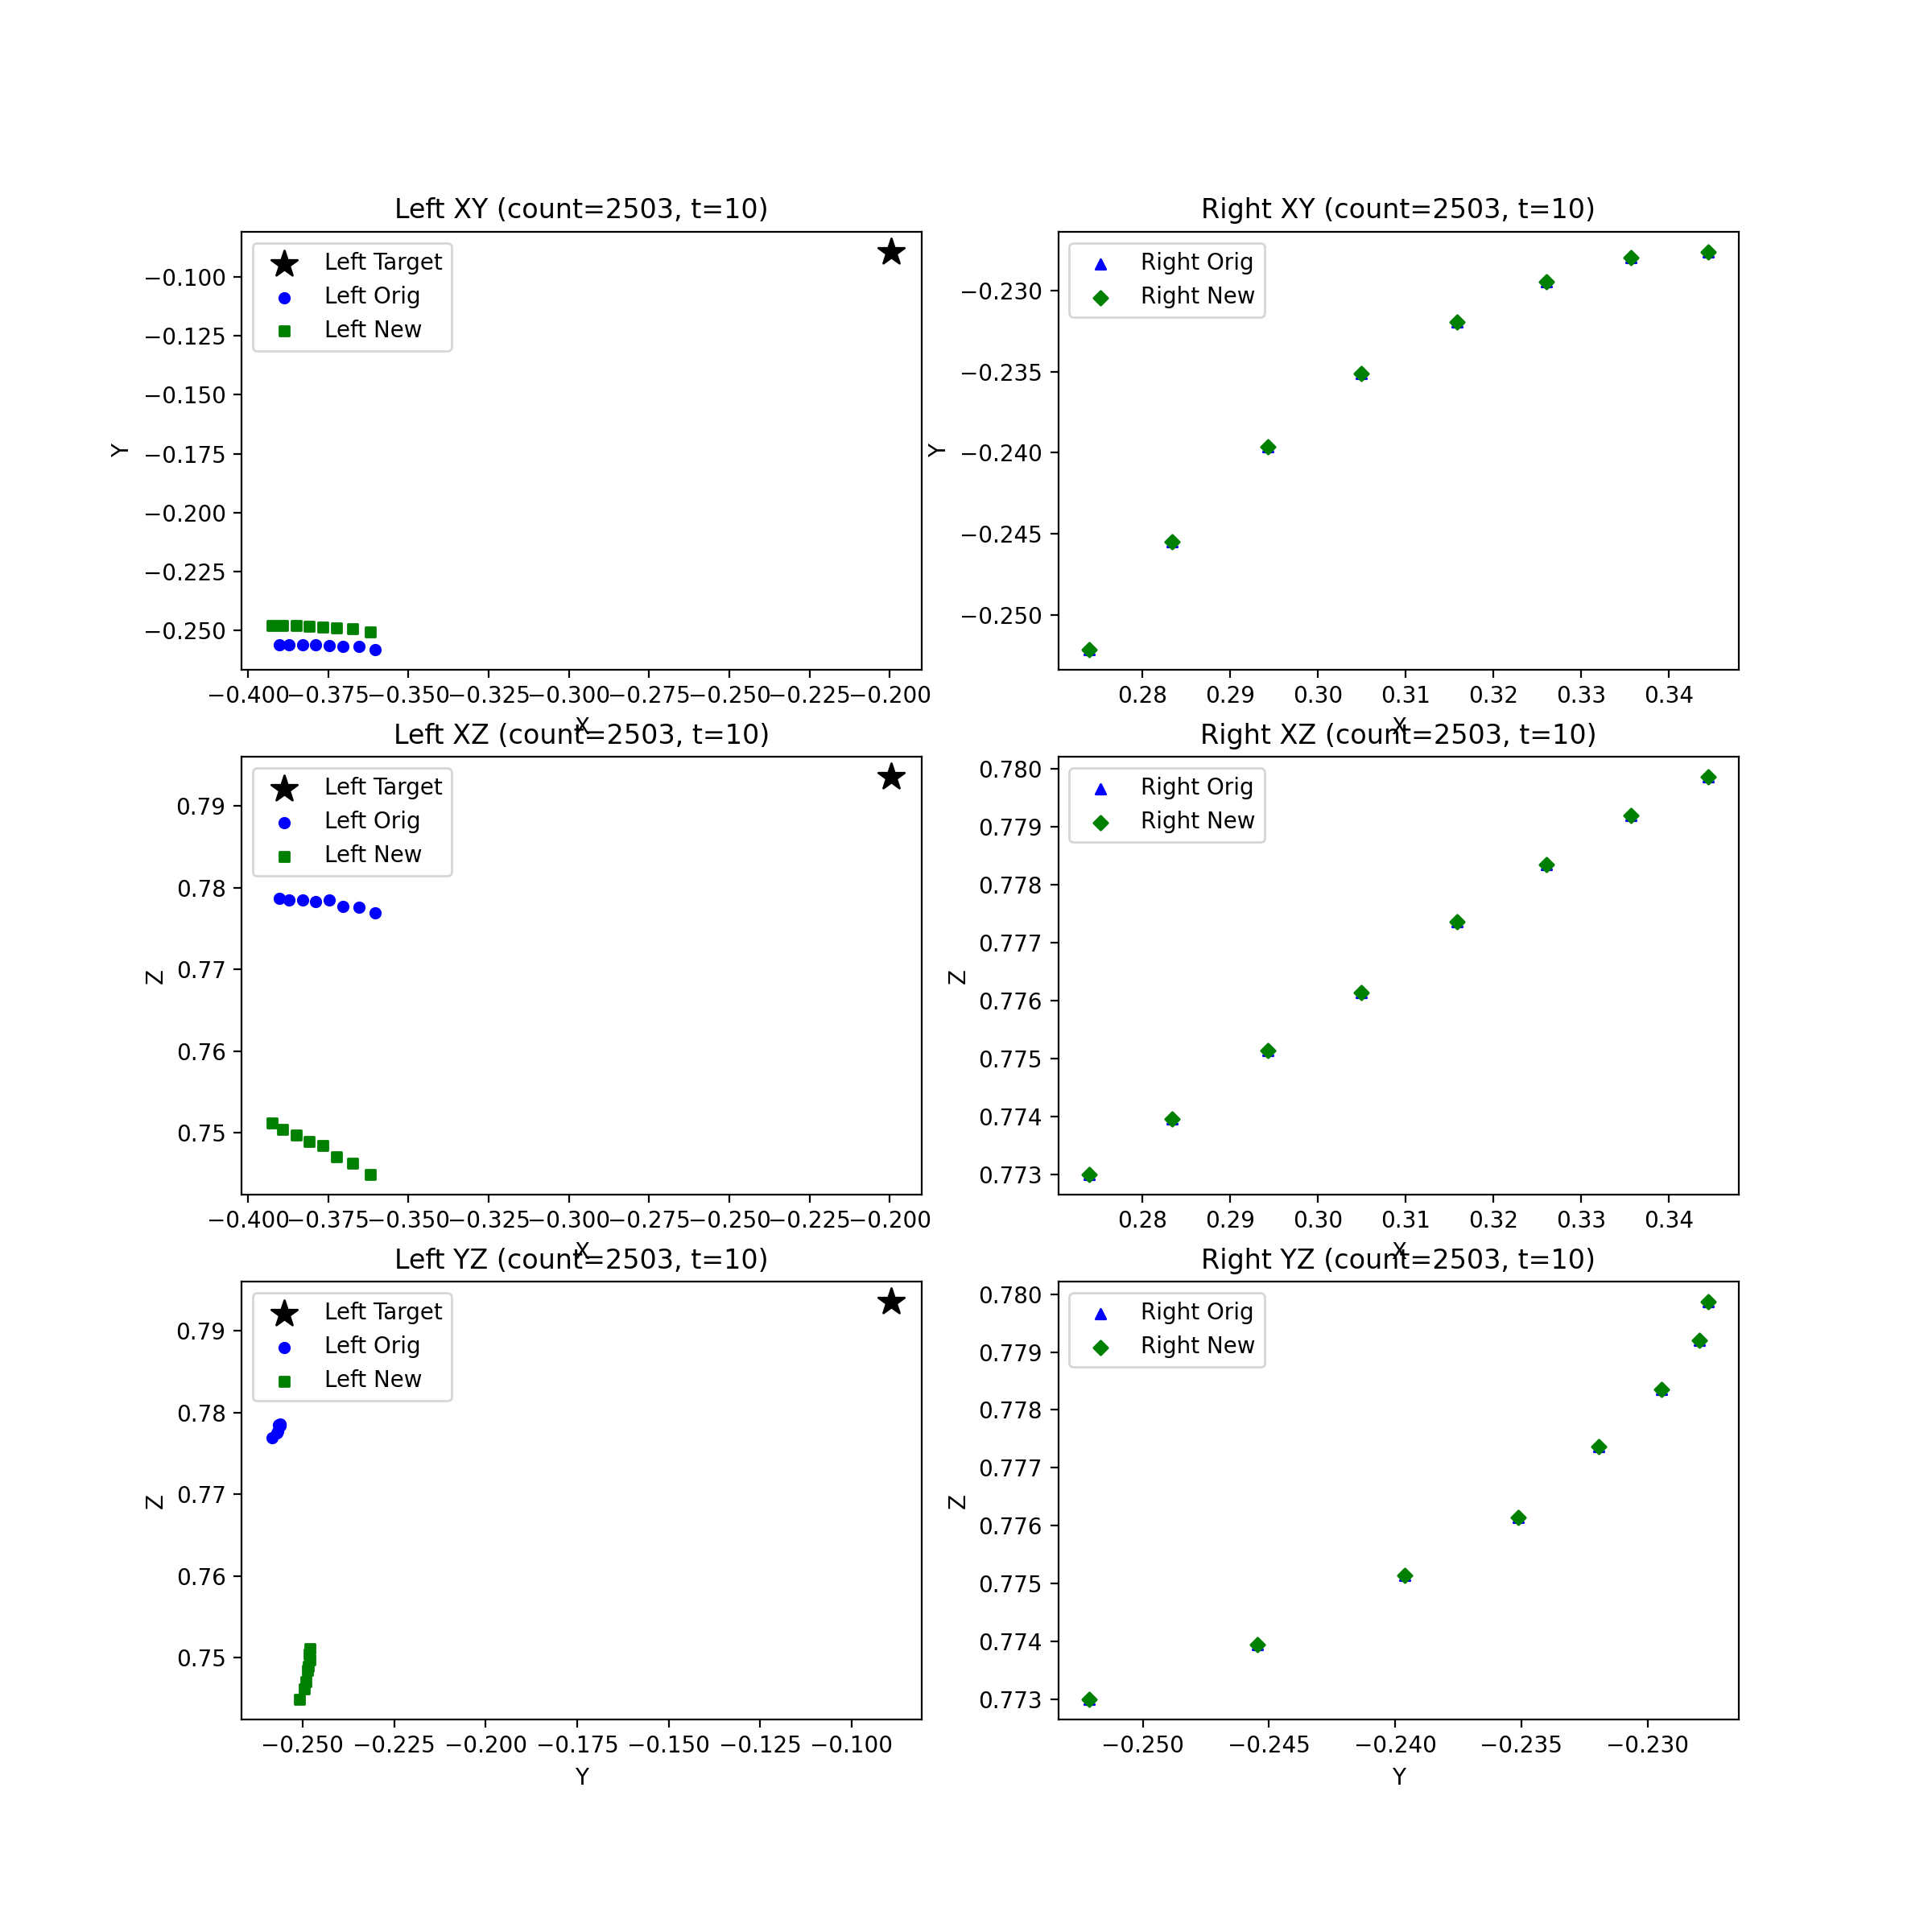 Left XY (count=2503, t=10)
Left Target
Left Orig
Left New
−0.100
−0.125
−0.150
−0.175
−0.200
−0.225
−0.250
Y
−0.400 −0.375 −0.350 −0.325 −0.300 −0.275 −0.250 −0.225 −0.200
X
Right XY (count=2503, t=10)
Right Orig
Right New
−0.230
−0.235
−0.240
−0.245
−0.250
Y
0.28 0.29 0.30 0.31 0.32 0.33 0.34
X
Left XZ (count=2503, t=10)
Left Target
Left Orig
Left New
0.79
0.78
0.77
0.76
0.75
Z
−0.400 −0.375 −0.350 −0.325 −0.300 −0.275 −0.250 −0.225 −0.200
X
Right XZ (count=2503, t=10)
Right Orig
Right New
0.780
0.779
0.778
0.777
0.776
0.775
0.774
0.773
Z
0.28 0.29 0.30 0.31 0.32 0.33 0.34
X
Left YZ (count=2503, t=10)
Left Target
Left Orig
Left New
0.79
0.78
0.77
0.76
0.75
Z
−0.250 −0.225 −0.200 −0.175 −0.150 −0.125 −0.100
Y
Right YZ (count=2503, t=10)
Right Orig
Right New
0.780
0.779
0.778
0.777
0.776
0.775
0.774
0.773
Z
−0.250 −0.245 −0.240 −0.235 −0.230
Y